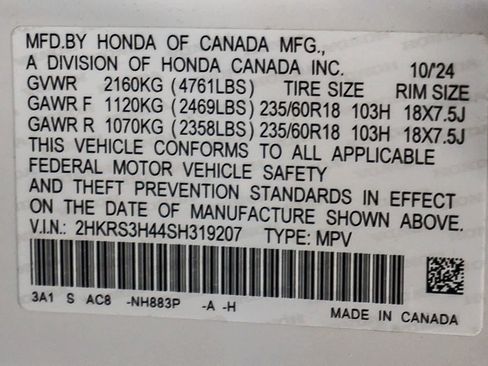 MFD.BY HONDA OF CANADA MFG.,
A DIVISION OF HONDA CANADA INC. 10/'24
GVWR 2160KG (4761LBS) TIRE SIZE RIM SIZE
GAWR F 1120KG (2469LBS) 235/60R18 103H 18X7.5J
GAWR R 1070KG (2358LBS) 235/60R18 103H 18X7.5J
THIS VEHICLE CONFORMS TO ALL APPLICABLE
FEDERAL MOTOR VEHICLE SAFETY
AND THEFT PREVENTION STANDARDS IN EFFECT
ON THE DATE OF MANUFACTURE SHOWN ABOVE.
V.I.N.: 2HKRS3H44SH319207 TYPE: MPV
3A1 S AC8 -NH883P -A -H
MADE IN CANADA